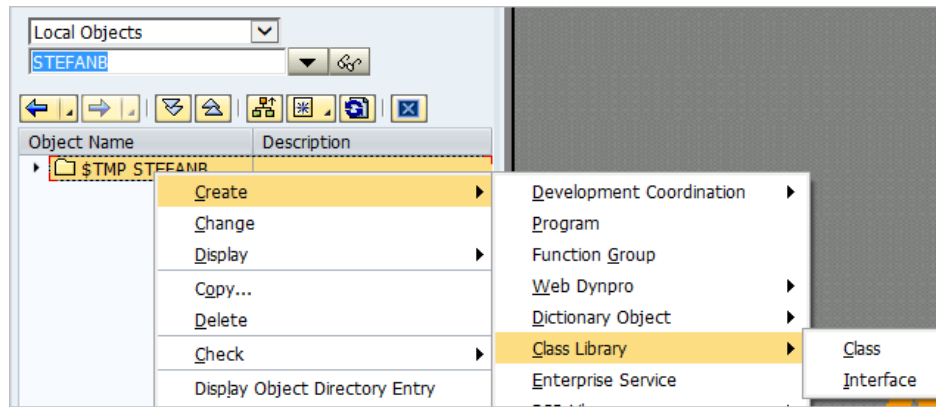 Local Objects
STEFANB
Object Name Description
$TMP STEFANB
Create Development Coordination
Change Program
Display Function Group
Copy... Web Dynpro
Delete Dictionary Object
Check Class Library Class
Display Object Directory Entry Enterprise Service Interface